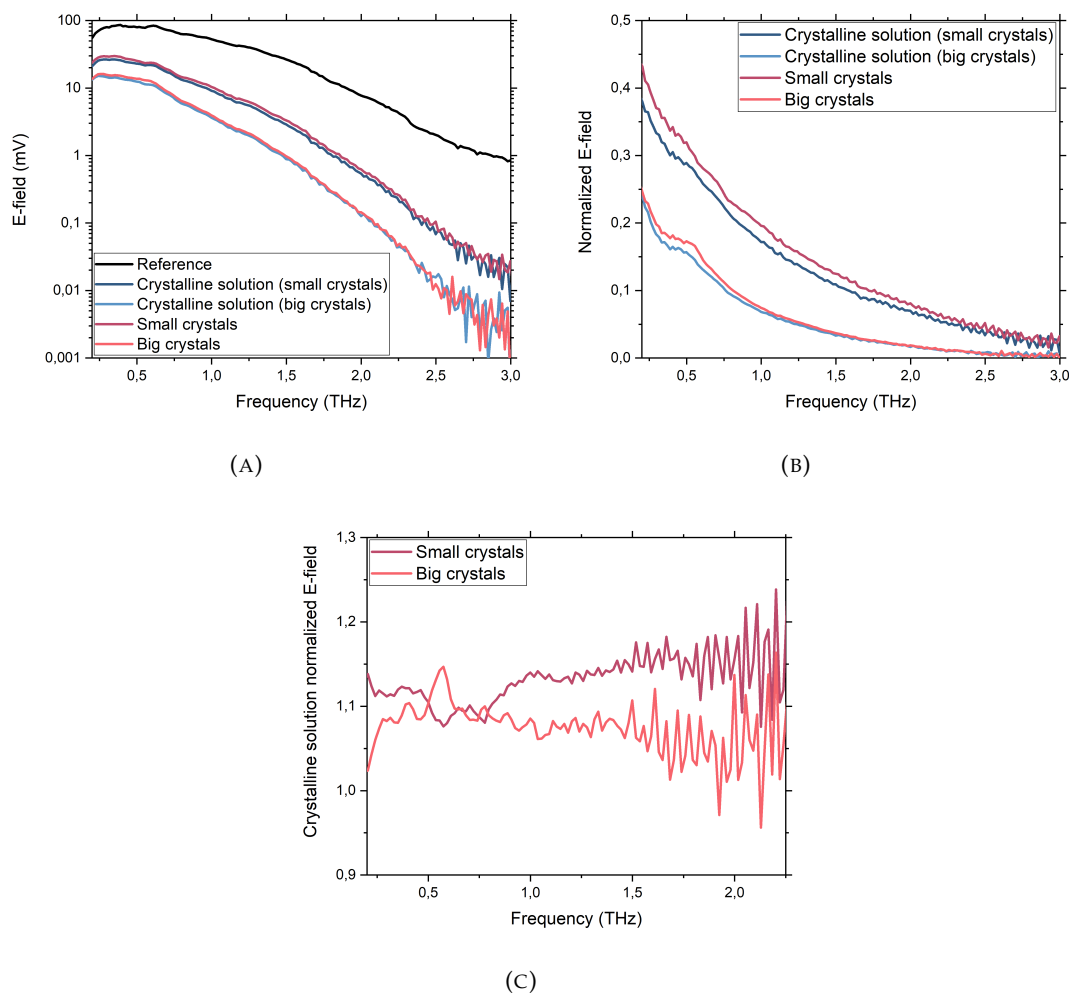 E-field (mV)
100
10
1
0,1
0,01
0,001
Reference
Crystalline solution (small crystals)
Crystalline solution (big crystals)
Small crystals
Big crystals
0,5
1,0
1,5
2,0
2,5
3,0
Frequency (THz)
(A)
Normalized E-field
0,5
0,4
0,3
0,2
0,1
0,0
Crystalline solution (small crystals)
Crystalline solution (big crystals)
Small crystals
Big crystals
0,5
1,0
1,5
2,0
2,5
3,0
Frequency (THz)
(B)
Crystalline solution normalized E-field
1,3
1,2
1,1
1,0
0,9
Small crystals
Big crystals
0,5
1,0
1,5
2,0
Frequency (THz)
(C)